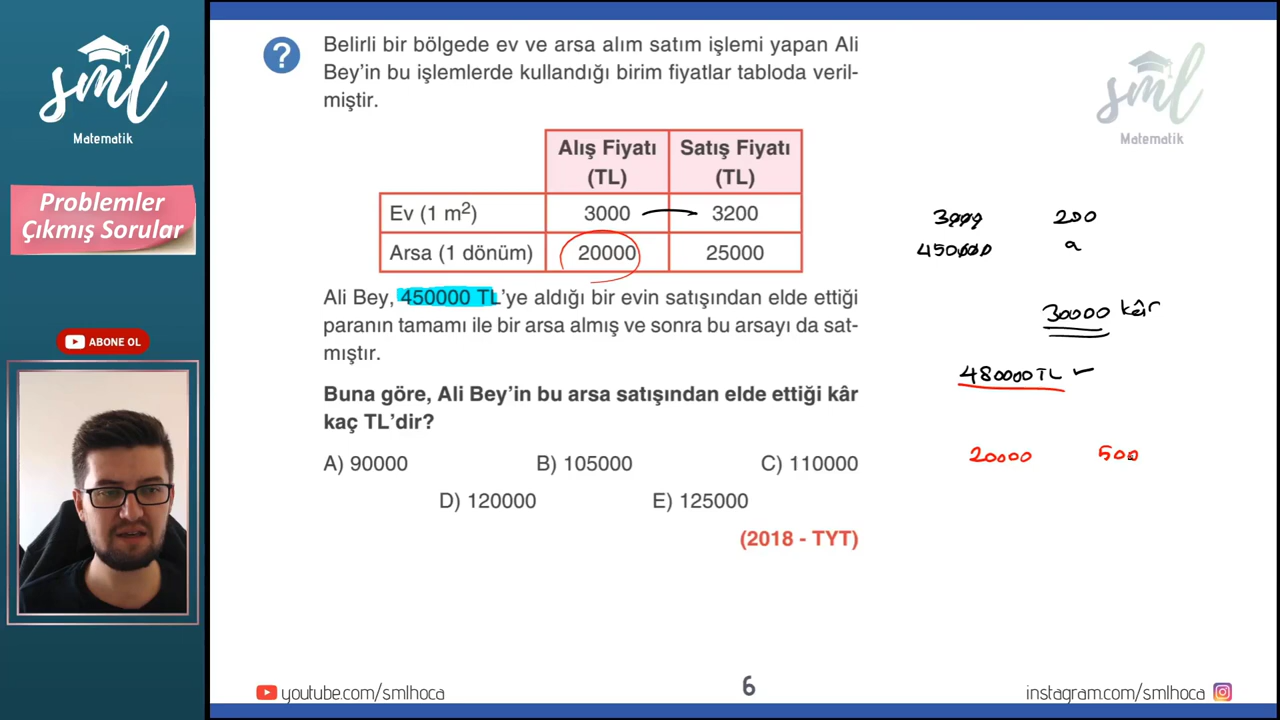 sml
Matematik
Problemler
Çıkmış Sorular
ABONE OL
?
Belirli bir bölgede ev ve arsa alım satım işlemi yapan Ali
Bey’in bu işlemlerde kullandığı birim fiyatlar tabloda veril-
miştir.
Alış Fiyatı (TL) Satış Fiyatı (TL)
Ev (1 m²) 3000 3200
Arsa (1 dönüm) 20000 25000
Ali Bey, 450000 TL’ye aldığı bir evin satışından elde ettiği
paranın tamamı ile bir arsa almış ve sonra bu arsayı da sat-
mıştır.
Buna göre, Ali Bey’in bu arsa satışından elde ettiği kâr
kaç TL’dir?
A) 90000 B) 105000 C) 110000
D) 120000 E) 125000
(2018 - TYT)
sml
Matematik
3000 200
450000 a
30000 kâr
480000 TL
20000 500
youtube.com/smlhoca
6
instagram.com/smlhoca